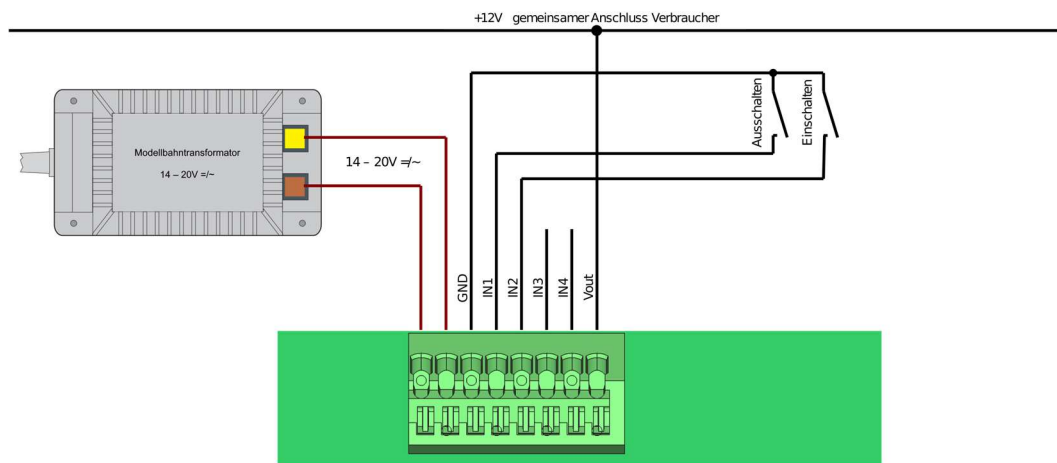 +12V gemeinsamer Anschluss Verbraucher
Ausschalten
Einschalten
Modellbahntransformator
14 – 20V =/~
14 – 20V =/~
GND
IN1
IN2
IN3
IN4
Vout